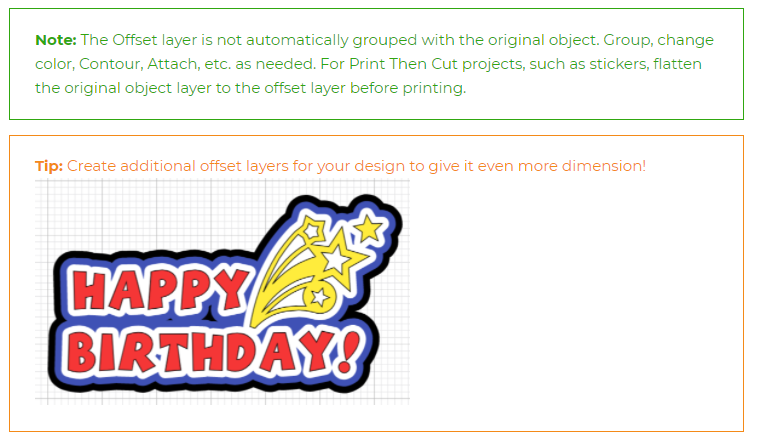 Note: The Offset layer is not automatically grouped with the original object. Group, change
color, Contour, Attach, etc. as needed. For Print Then Cut projects, such as stickers, flatten
the original object layer to the offset layer before printing.
Tip: Create additional offset layers for your design to give it even more dimension!
HAPPY
BIRTHDAY!